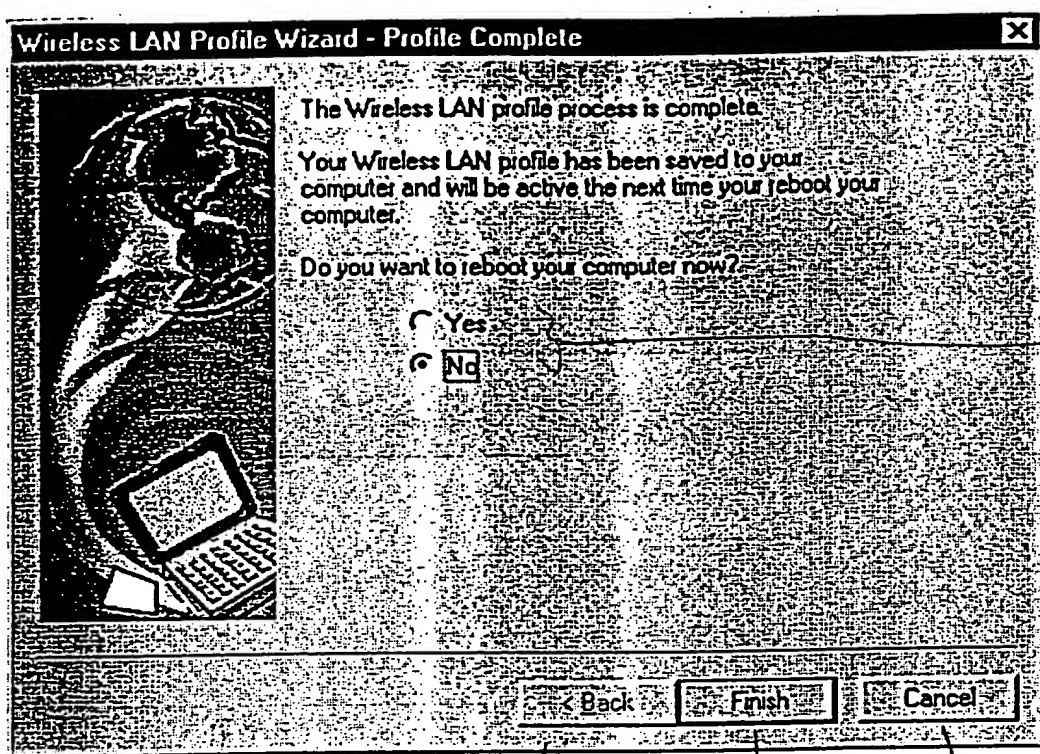 Wireless LAN Profile Wizard - Profile Complete
The Wireless LAN profile process is complete.
Your Wireless LAN profile has been saved to your
computer and will be active the next time your reboot your
computer.
Do you want to reboot your computer now?
Yes
No
< Back
Finish
Cancel